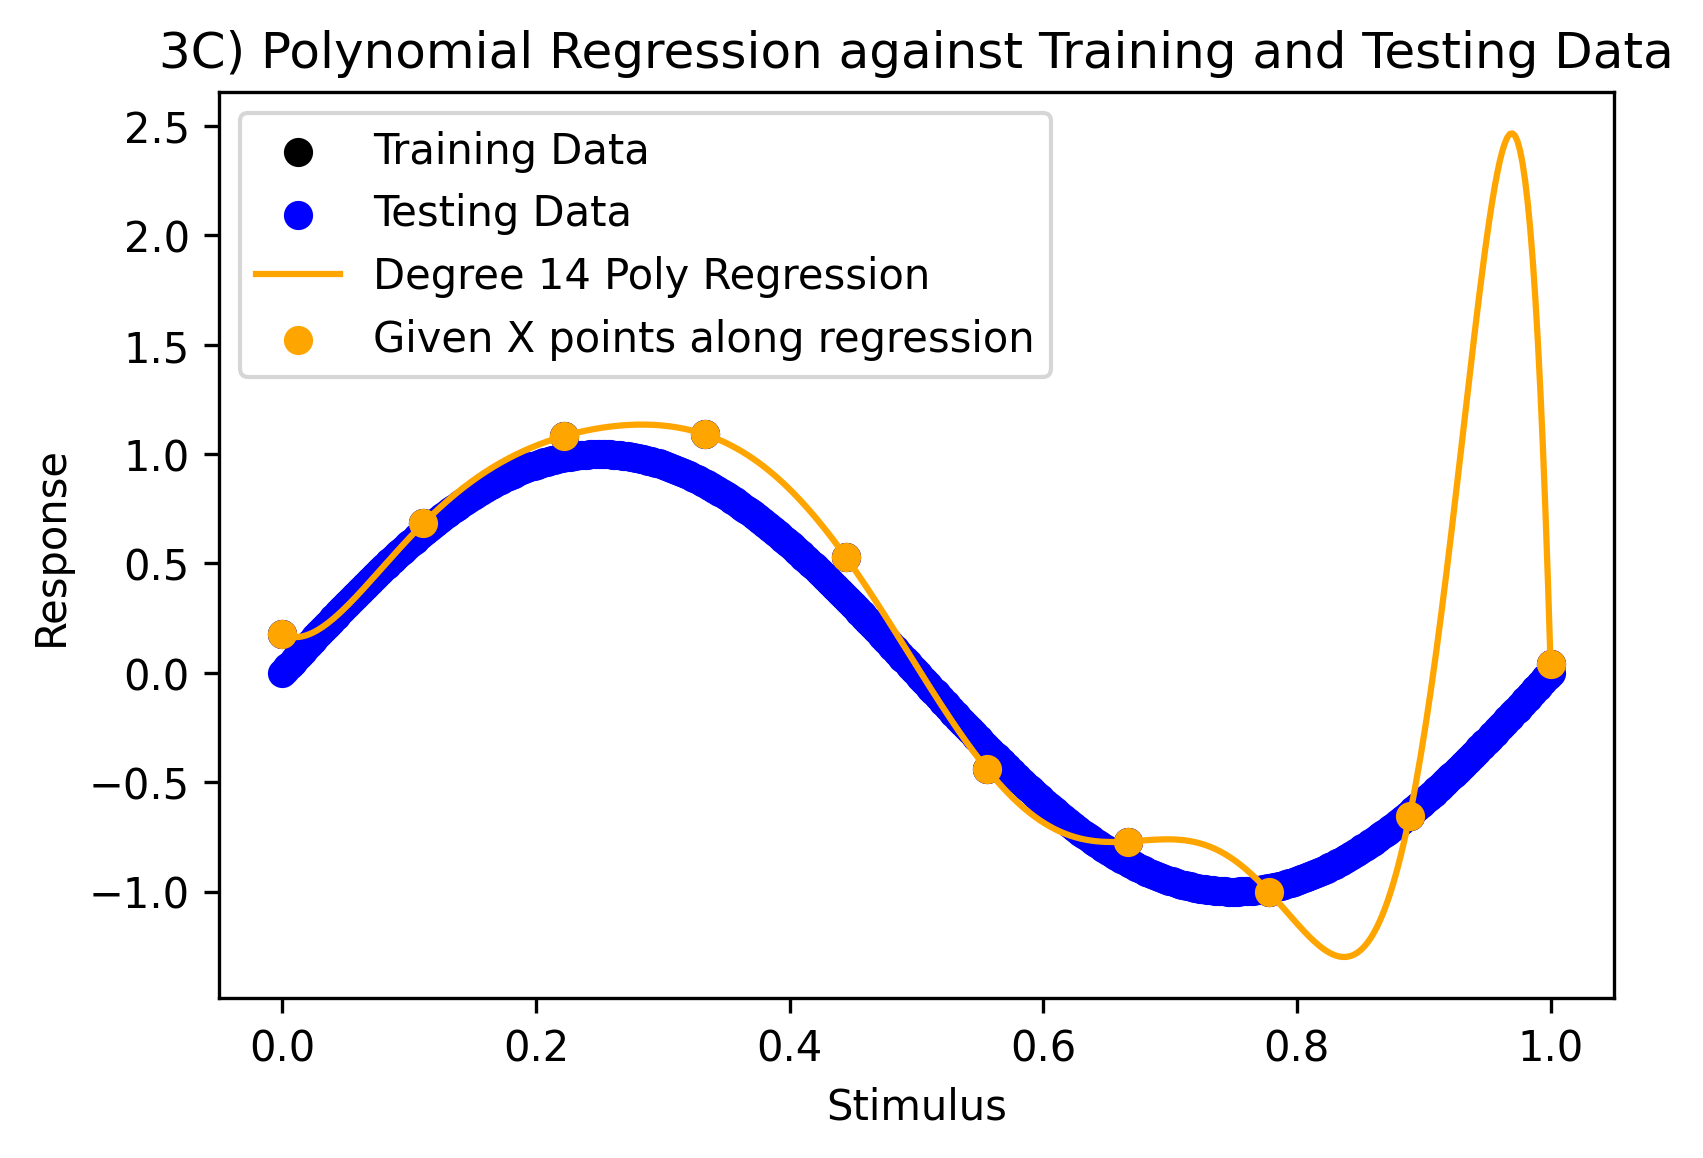 3C) Polynomial Regression against Training and Testing Data
Training Data
Testing Data
Degree 14 Poly Regression
Given X points along regression
Response
2.5
2.0
1.5
1.0
0.5
0.0
−0.5
−1.0
0.0 0.2 0.4 0.6 0.8 1.0
Stimulus